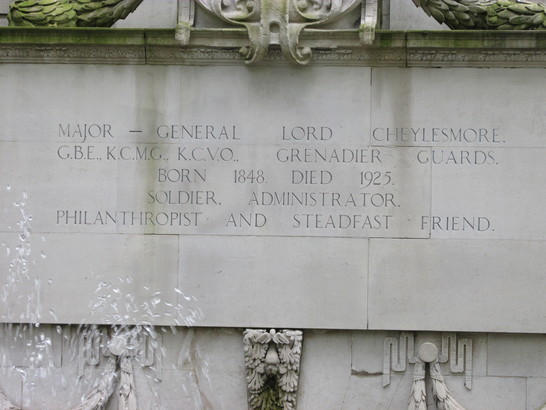 MAJOR — GENERAL LORD CHEYLESMORE.
G.B.E., K.C.M.G., K.C.V.O., GRENADIER GUARDS.
BORN 1848. DIED 1925.
SOLDIER, ADMINISTRATOR.
PHILANTHROPIST AND STEADFAST FRIEND.